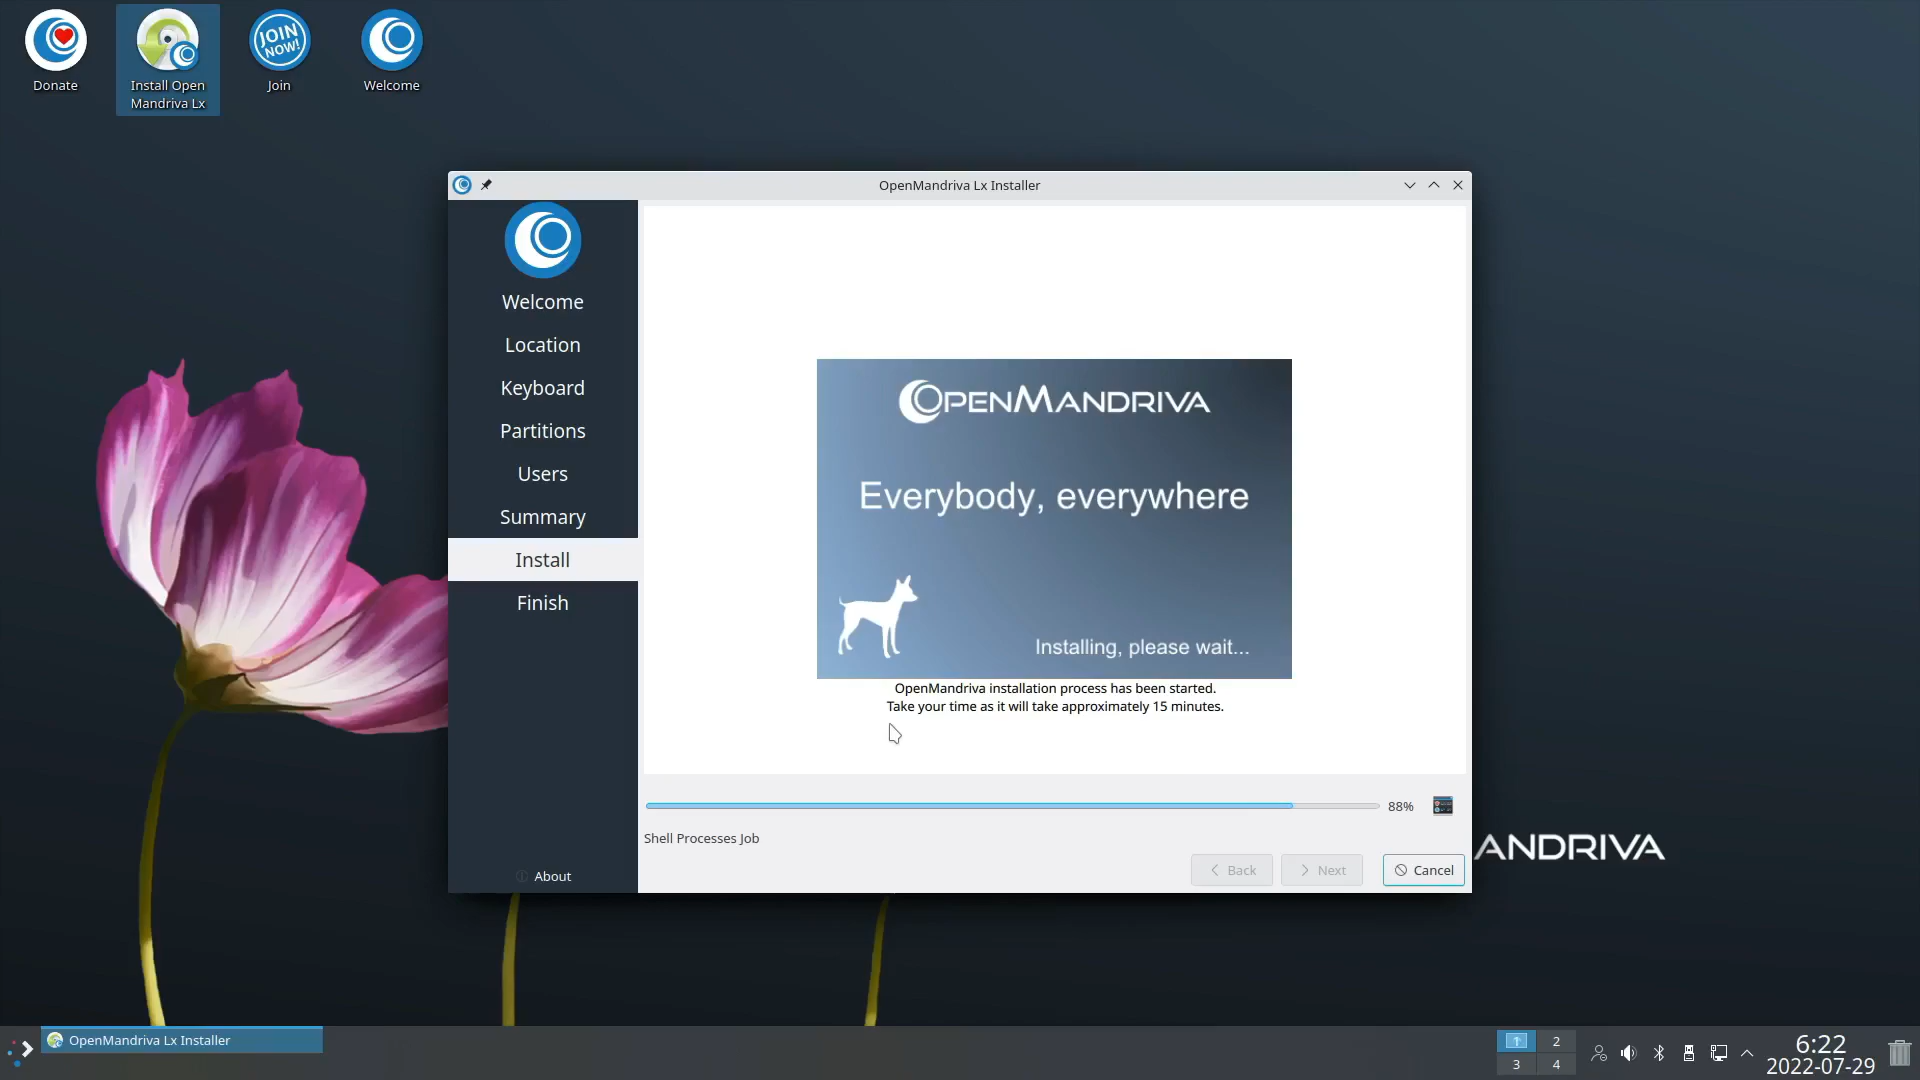 Donate
Install Open
Mandriva Lx
JOIN
NOW!
Join
Welcome
OpenMandriva Lx Installer
Welcome
Location
Keyboard
Partitions
Users
Summary
Install
Finish
About
OPENMANDRIVA
Everybody, everywhere
Installing, please wait...
OpenMandriva installation process has been started.
Take your time as it will take approximately 15 minutes.
88%
Shell Processes Job
Back
Next
Cancel
ANDRIVA
OpenMandriva Lx Installer
2
3
4
6:22
2022-07-29